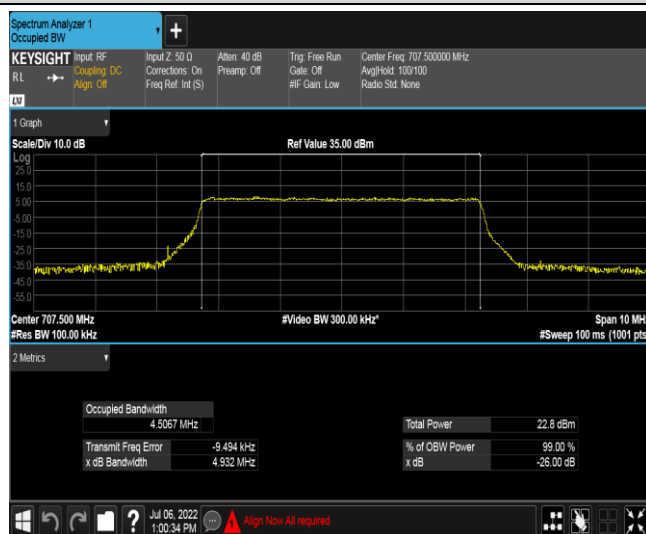 Spectrum Analyzer 1
Occupied BW
KEYSIGHT Input: RF Input Z: 50 Ω Atten: 40 dB Trig: Free Run Center Freq: 707.500000 MHz
RL Coupling: DC Corrections: On Preamp: Off Gate: Off Avg|Hold: 100/100
Align: Off Freq Ref: Int (S) #IF Gain: Low Radio Std: None
LXI
1 Graph
Scale/Div 10.0 dB Ref Value 35.00 dBm
Log
25.0
15.0
5.00
-5.00
-15.0
-25.0
-35.0
-45.0
-55.0
Center 707.500 MHz #Video BW 300.00 kHz* Span 10 MHz
#Res BW 100.00 kHz #Sweep 100 ms (1001 pts
2 Metrics
Occupied Bandwidth
4.5067 MHz Total Power 22.8 dBm
Transmit Freq Error -9.494 kHz % of OBW Power 99.00 %
x dB Bandwidth 4.932 MHz x dB -26.00 dB
? Jul 06, 2022
1:00:34 PM Align Now All required